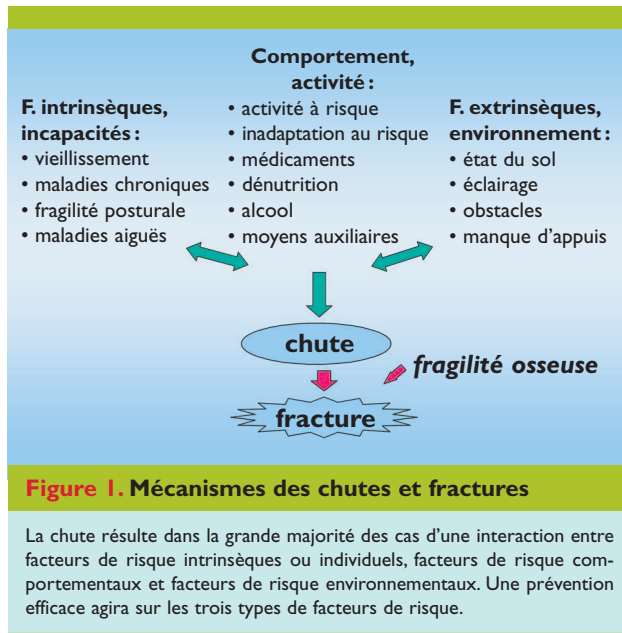 Comportement,
activité :
• activité à risque
• inadaptation au risque
• médicaments
• dénutrition
• alcool
• moyens auxiliaires
F. intrinsèques,
incapacités :
• vieillissement
• maladies chroniques
• fragilité posturale
• maladies aiguës
F. extrinsèques,
environnement :
• état du sol
• éclairage
• obstacles
• manque d'appuis
chute
fragilité osseuse
fracture
Figure 1. Mécanismes des chutes et fractures
La chute résulte dans la grande majorité des cas d'une interaction entre
facteurs de risque intrinsèques ou individuels, facteurs de risque com-
portementaux et facteurs de risque environnementaux. Une prévention
efficace agira sur les trois types de facteurs de risque.